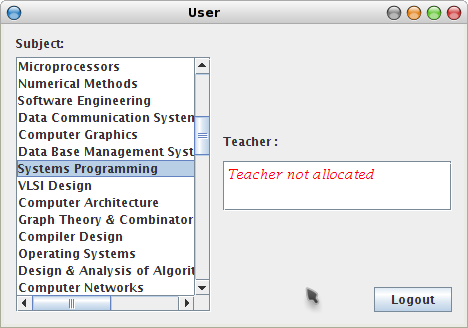 User
Subject:
Microprocessors
Numerical Methods
Software Engineering
Data Communication System
Computer Graphics
Data Base Management Syst
Systems Programming
VLSI Design
Computer Architecture
Graph Theory & Combinator
Compiler Design
Operating Systems
Design & Analysis of Algorit
Computer Networks
Teacher :
Teacher not allocated
Logout